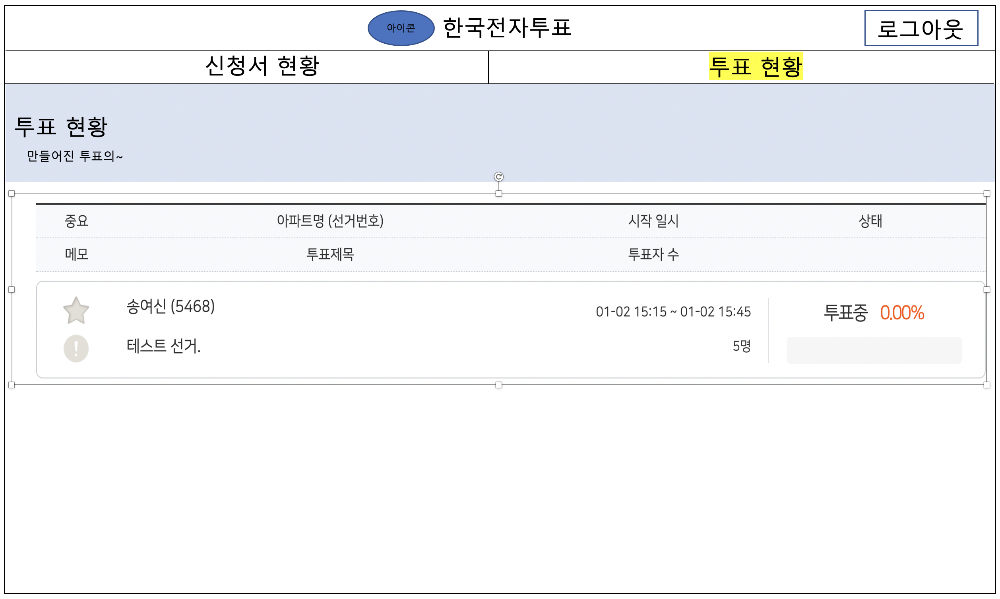 아이콘 한국전자투표 로그아웃
신청서 현황 투표 현황
투표 현황
만들어진 투표의~
중요 아파트명 (선거번호) 시작 일시 상태
메모 투표제목 투표자 수
송여신 (5468) 01-02 15:15 ~ 01-02 15:45 투표중 0.00%
테스트 선거. 5명